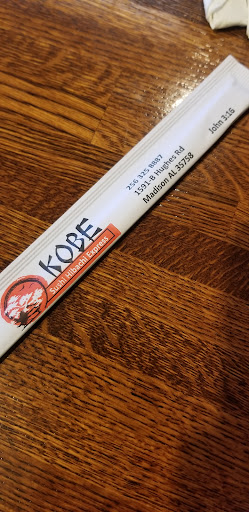 KOBE
Sushi Hibachi Express
256 325 8887
1591-B Hughes Rd
Madison AL 35758
John 3:16